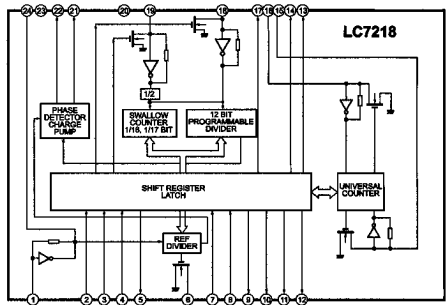 24 23 22 21 20 19 18 17 16 15 14 13
LC7218
1/2
PHASE
DETECTOR
CHARGE
PUMP
SWALLOW
COUNTER
1/16, 1/17 BIT
12 BIT
PROGRAMMABLE
DIVIDER
SHIFT REGISTER
LATCH
UNIVERSAL
COUNTER
REF
DIVIDER
1 2 3 4 5 6 7 8 9 10 11 12